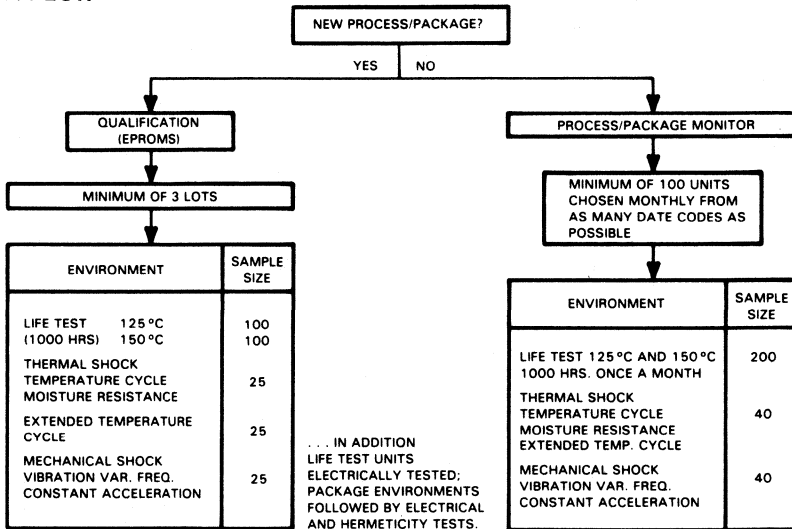 NEW PROCESS/PACKAGE?
YES NO
QUALIFICATION
(EPROMS)
MINIMUM OF 3 LOTS
ENVIRONMENT SAMPLE
SIZE
LIFE TEST 125°C 100
(1000 HRS) 150°C 100
THERMAL SHOCK
TEMPERATURE CYCLE 25
MOISTURE RESISTANCE
EXTENDED TEMPERATURE
CYCLE 25
MECHANICAL SHOCK
VIBRATION VAR. FREQ. 25
CONSTANT ACCELERATION
. . . IN ADDITION
LIFE TEST UNITS
ELECTRICALLY TESTED;
PACKAGE ENVIRONMENTS
FOLLOWED BY ELECTRICAL
AND HERMETICITY TESTS.
PROCESS/PACKAGE MONITOR
MINIMUM OF 100 UNITS
CHOSEN MONTHLY FROM
AS MANY DATE CODES AS
POSSIBLE
ENVIRONMENT SAMPLE
SIZE
LIFE TEST 125°C AND 150°C 200
1000 HRS. ONCE A MONTH
THERMAL SHOCK
TEMPERATURE CYCLE 40
MOISTURE RESISTANCE
EXTENDED TEMP. CYCLE
MECHANICAL SHOCK
VIBRATION VAR. FREQ. 40
CONSTANT ACCELERATION